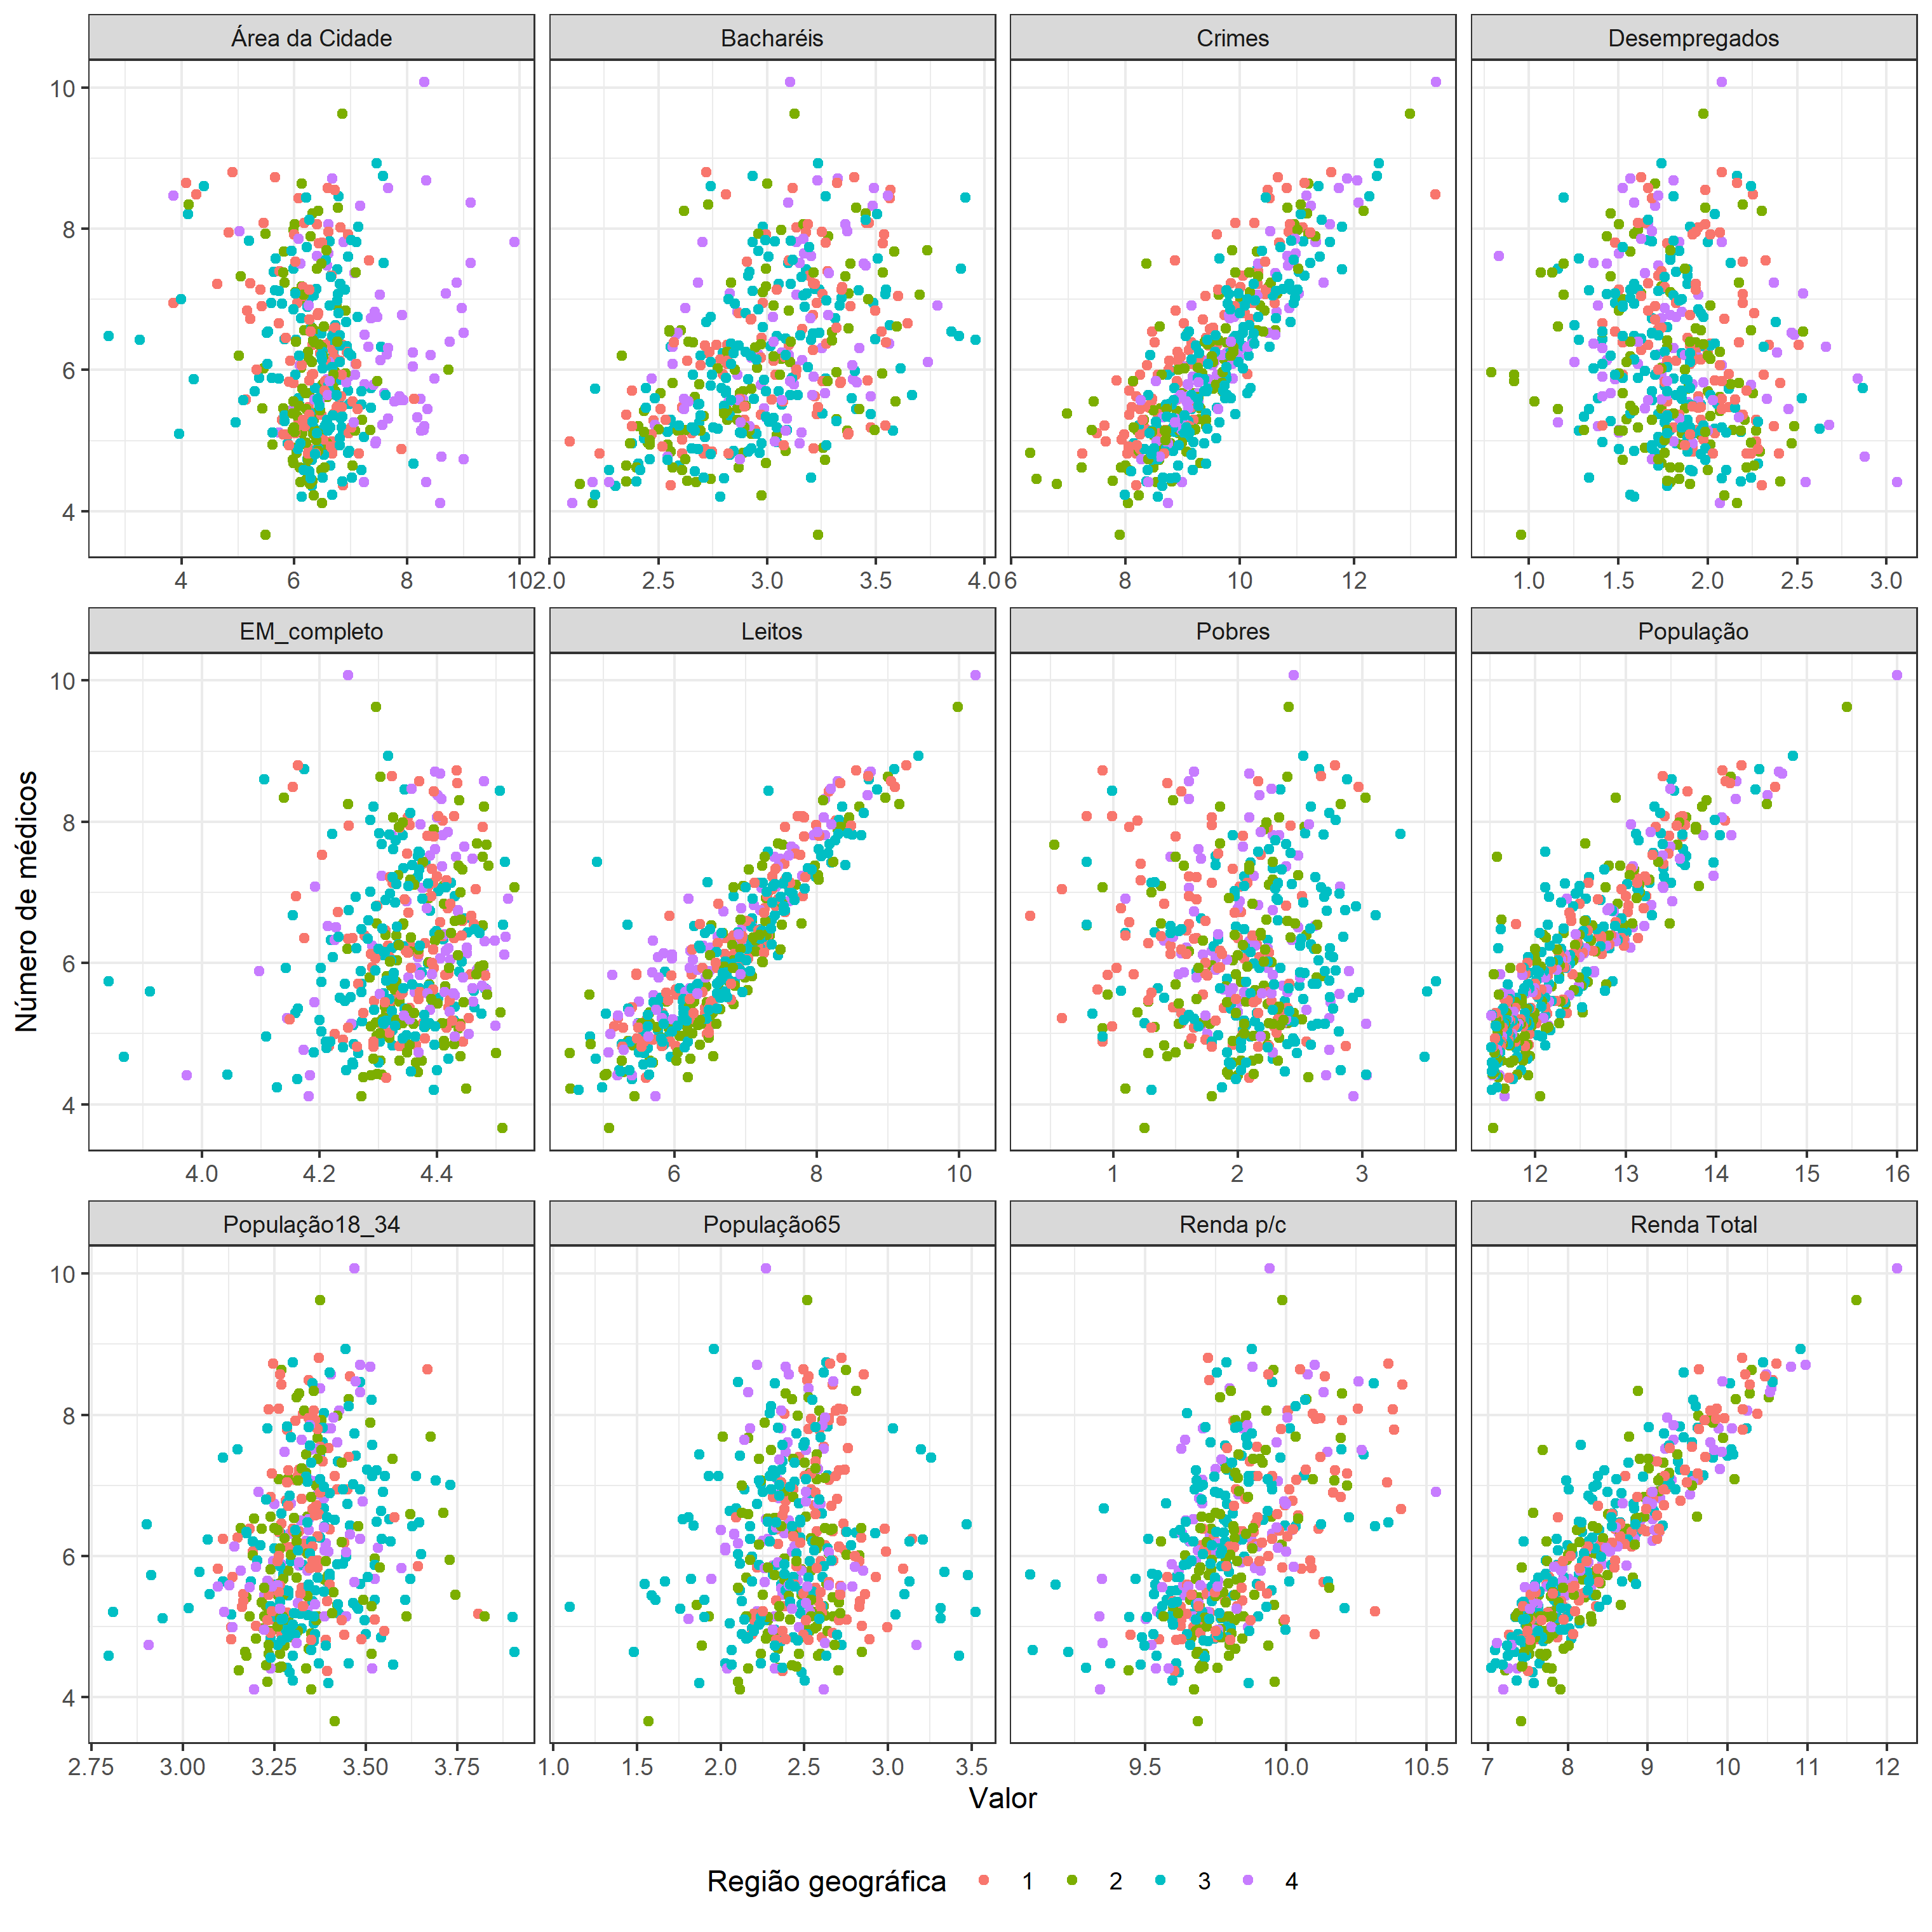 Área da Cidade Bacharéis Crimes Desempregados
10
8
6
4
4 6 8 10 2.0 2.5 3.0 3.5 4.0 6 8 10 12 1.0 1.5 2.0 2.5 3.0
EM_completo Leitos Pobres População
10
8
6
4
4.0 4.2 4.4 6 8 10 1 2 3 12 13 14 15 16
População18_34 População65 Renda p/c Renda Total
10
8
6
4
2.75 3.00 3.25 3.50 3.75 1.0 1.5 2.0 2.5 3.0 3.5 9.5 10.0 10.5 7 8 9 10 11 12
Número de médicos
Valor
Região geográfica 1 2 3 4